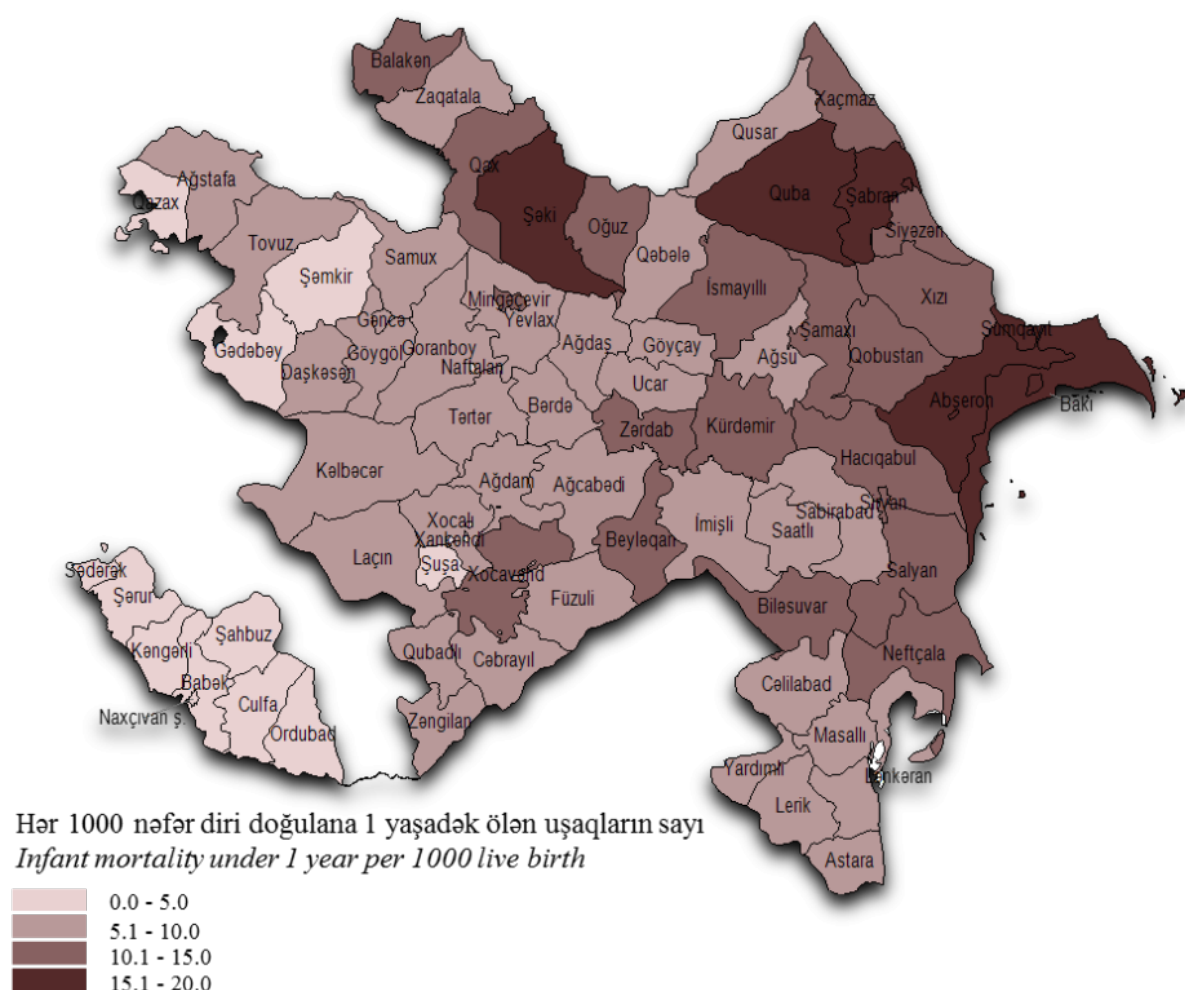 Balakən
Zaqatala
Xaçmaz
Qusar
Qax
Ağstafa
Qazax
Quba
Şabran
Şəki
Oğuz
Siyəzən
Tovuz
Qəbələ
Samux
Şəmkir
İsmayıllı
Xızı
Mingəçevir
Yevlax
Gəncə
Şamaxı
Sumqayıt
Gədəbəy
Göygöl
Goranboy
Ağdaş
Göyçay
Ağsu
Qobustan
Daşkəsən
Naftalan
Ucar
Abşeron
Bakı
Tərtər
Bərdə
Zərdab
Kürdəmir
Hacıqabul
Kəlbəcər
Ağdam
Ağcabədi
Şirvan
Sabirabad
Xocalı
İmişli
Saatlı
Xankəndi
Beyləqan
Laçın
Şuşa
Xocavənd
Salyan
Sədərək
Şərur
Füzuli
Biləsuvar
Şahbuz
Kəngərli
Qubadlı
Cəbrayıl
Neftçala
Babək
Culfa
Cəlilabad
Naxçıvan ş.
Ordubad
Zəngilan
Masallı
Yardımlı
Lənkəran
Lerik
Astara
Hər 1000 nəfər diri doğulana 1 yaşadək ölən uşaqların sayı
Infant mortality under 1 year per 1000 live birth
0.0 - 5.0
5.1 - 10.0
10.1 - 15.0
15.1 - 20.0